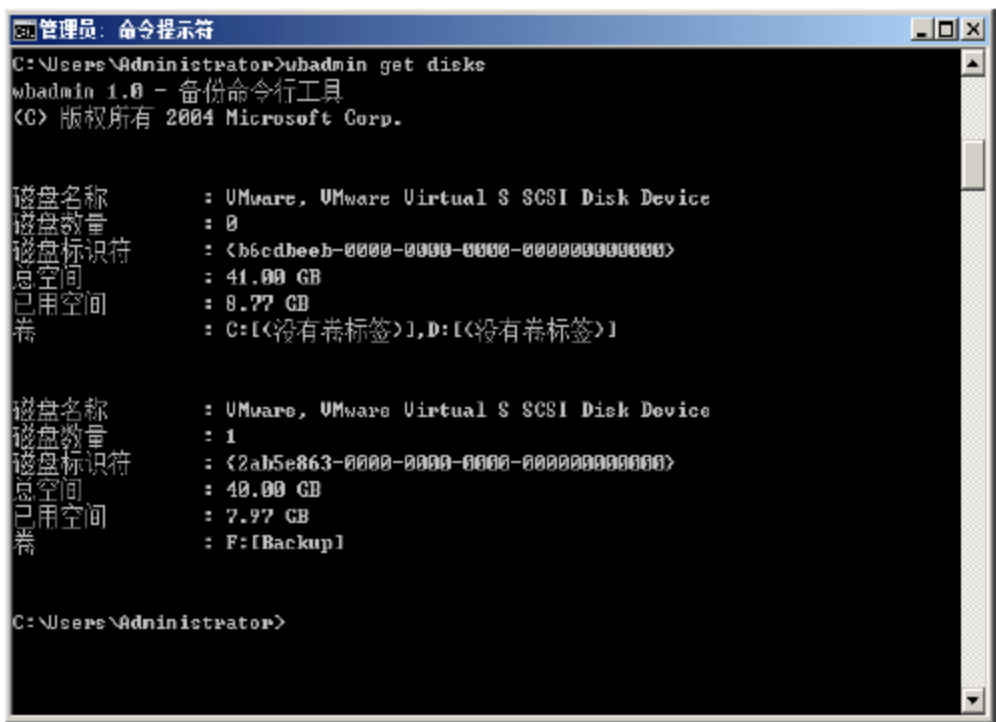 管理员: 命令提示符
C:\Users\Administrator>wbadmin get disks
wbadmin 1.0 - 备份命令行工具
(C) 版权所有 2004 Microsoft Corp.
磁盘名称 : VMware, VMware Virtual S SCSI Disk Device
磁盘数量 : 0
磁盘标识符 : {b6cdbeeb-0000-0000-0000-000000000000}
总空间 : 41.00 GB
已用空间 : 8.77 GB
卷 : C:[(没有卷标签)],D:[(没有卷标签)]
磁盘名称 : VMware, VMware Virtual S SCSI Disk Device
磁盘数量 : 1
磁盘标识符 : {2ab5e863-0000-0000-0000-000000000000}
总空间 : 40.00 GB
已用空间 : 7.97 GB
卷 : F:[Backup]
C:\Users\Administrator>